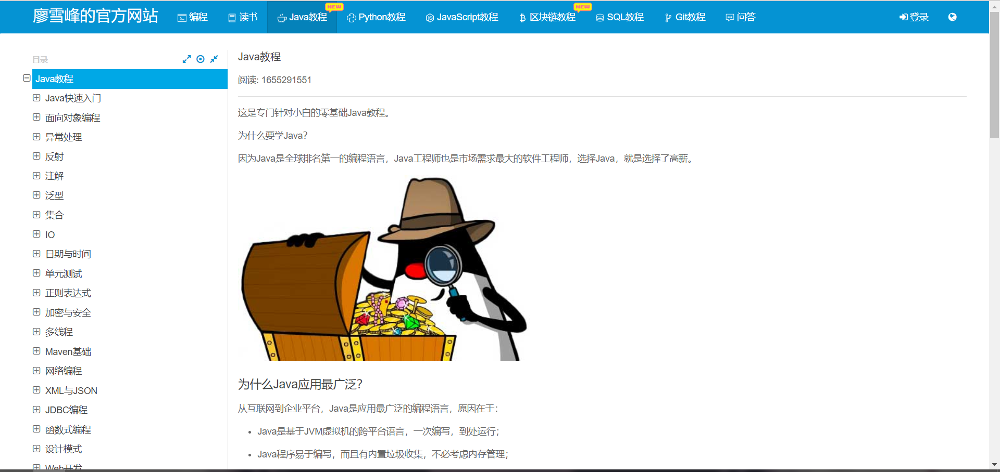 廖雪峰的官方网站 编程 读书 Java教程 NEW Python教程 JavaScript教程 区块链教程 NEW SQL教程 Git教程 问答 登录
目录
Java教程
Java快速入门
面向对象编程
异常处理
反射
注解
泛型
集合
IO
日期与时间
单元测试
正则表达式
加密与安全
多线程
Maven基础
网络编程
XML与JSON
JDBC编程
函数式编程
设计模式
Web开发
Java教程
阅读: 1655291551
这是专门针对小白的零基础Java教程。
为什么要学Java?
因为Java是全球排名第一的编程语言，Java工程师也是市场需求最大的软件工程师，选择Java，就是选择了高薪。
为什么Java应用最广泛?
从互联网到企业平台，Java是应用最广泛的编程语言，原因在于：
Java是基于JVM虚拟机的跨平台语言，一次编写，到处运行；
Java程序易于编写，而且有内置垃圾收集，不必考虑内存管理；